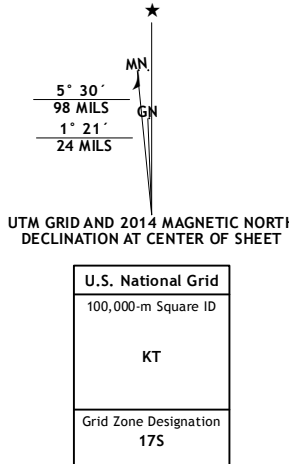 ★
MN
GN
5° 30´
98 MILS
1° 21´
24 MILS
UTM GRID AND 2014 MAGNETIC NORTH
DECLINATION AT CENTER OF SHEET
U.S. National Grid
100,000-m Square ID
KT
Grid Zone Designation
17S